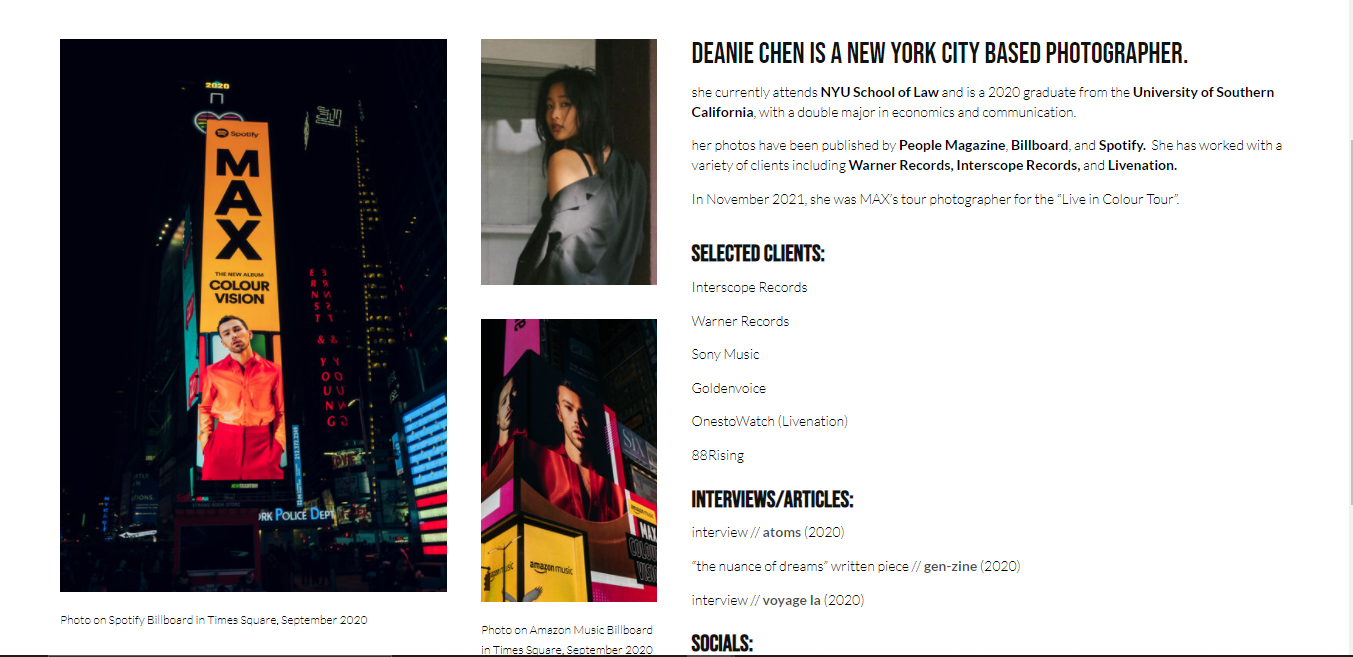 2020
Spotify
MAX
THE NEW ALBUM
COLOUR
VISION
ERNST & YOUNG
NEW YORK POLICE DEPT
Photo on Spotify Billboard in Times Square, September 2020
amazon music
MAX
COLOUR
VISION
amazon music
Photo on Amazon Music Billboard
in Times Square, September 2020
DEANIE CHEN IS A NEW YORK CITY BASED PHOTOGRAPHER.
she currently attends NYU School of Law and is a 2020 graduate from the University of Southern
California, with a double major in economics and communication.
her photos have been published by People Magazine, Billboard, and Spotify. She has worked with a
variety of clients including Warner Records, Interscope Records, and Livenation.
In November 2021, she was MAX's tour photographer for the "Live in Colour Tour".
SELECTED CLIENTS:
Interscope Records
Warner Records
Sony Music
Goldenvoice
OnestoWatch (Livenation)
88Rising
INTERVIEWS/ARTICLES:
interview // atoms (2020)
“the nuance of dreams” written piece // gen-zine (2020)
interview // voyage la (2020)
SOCIALS: